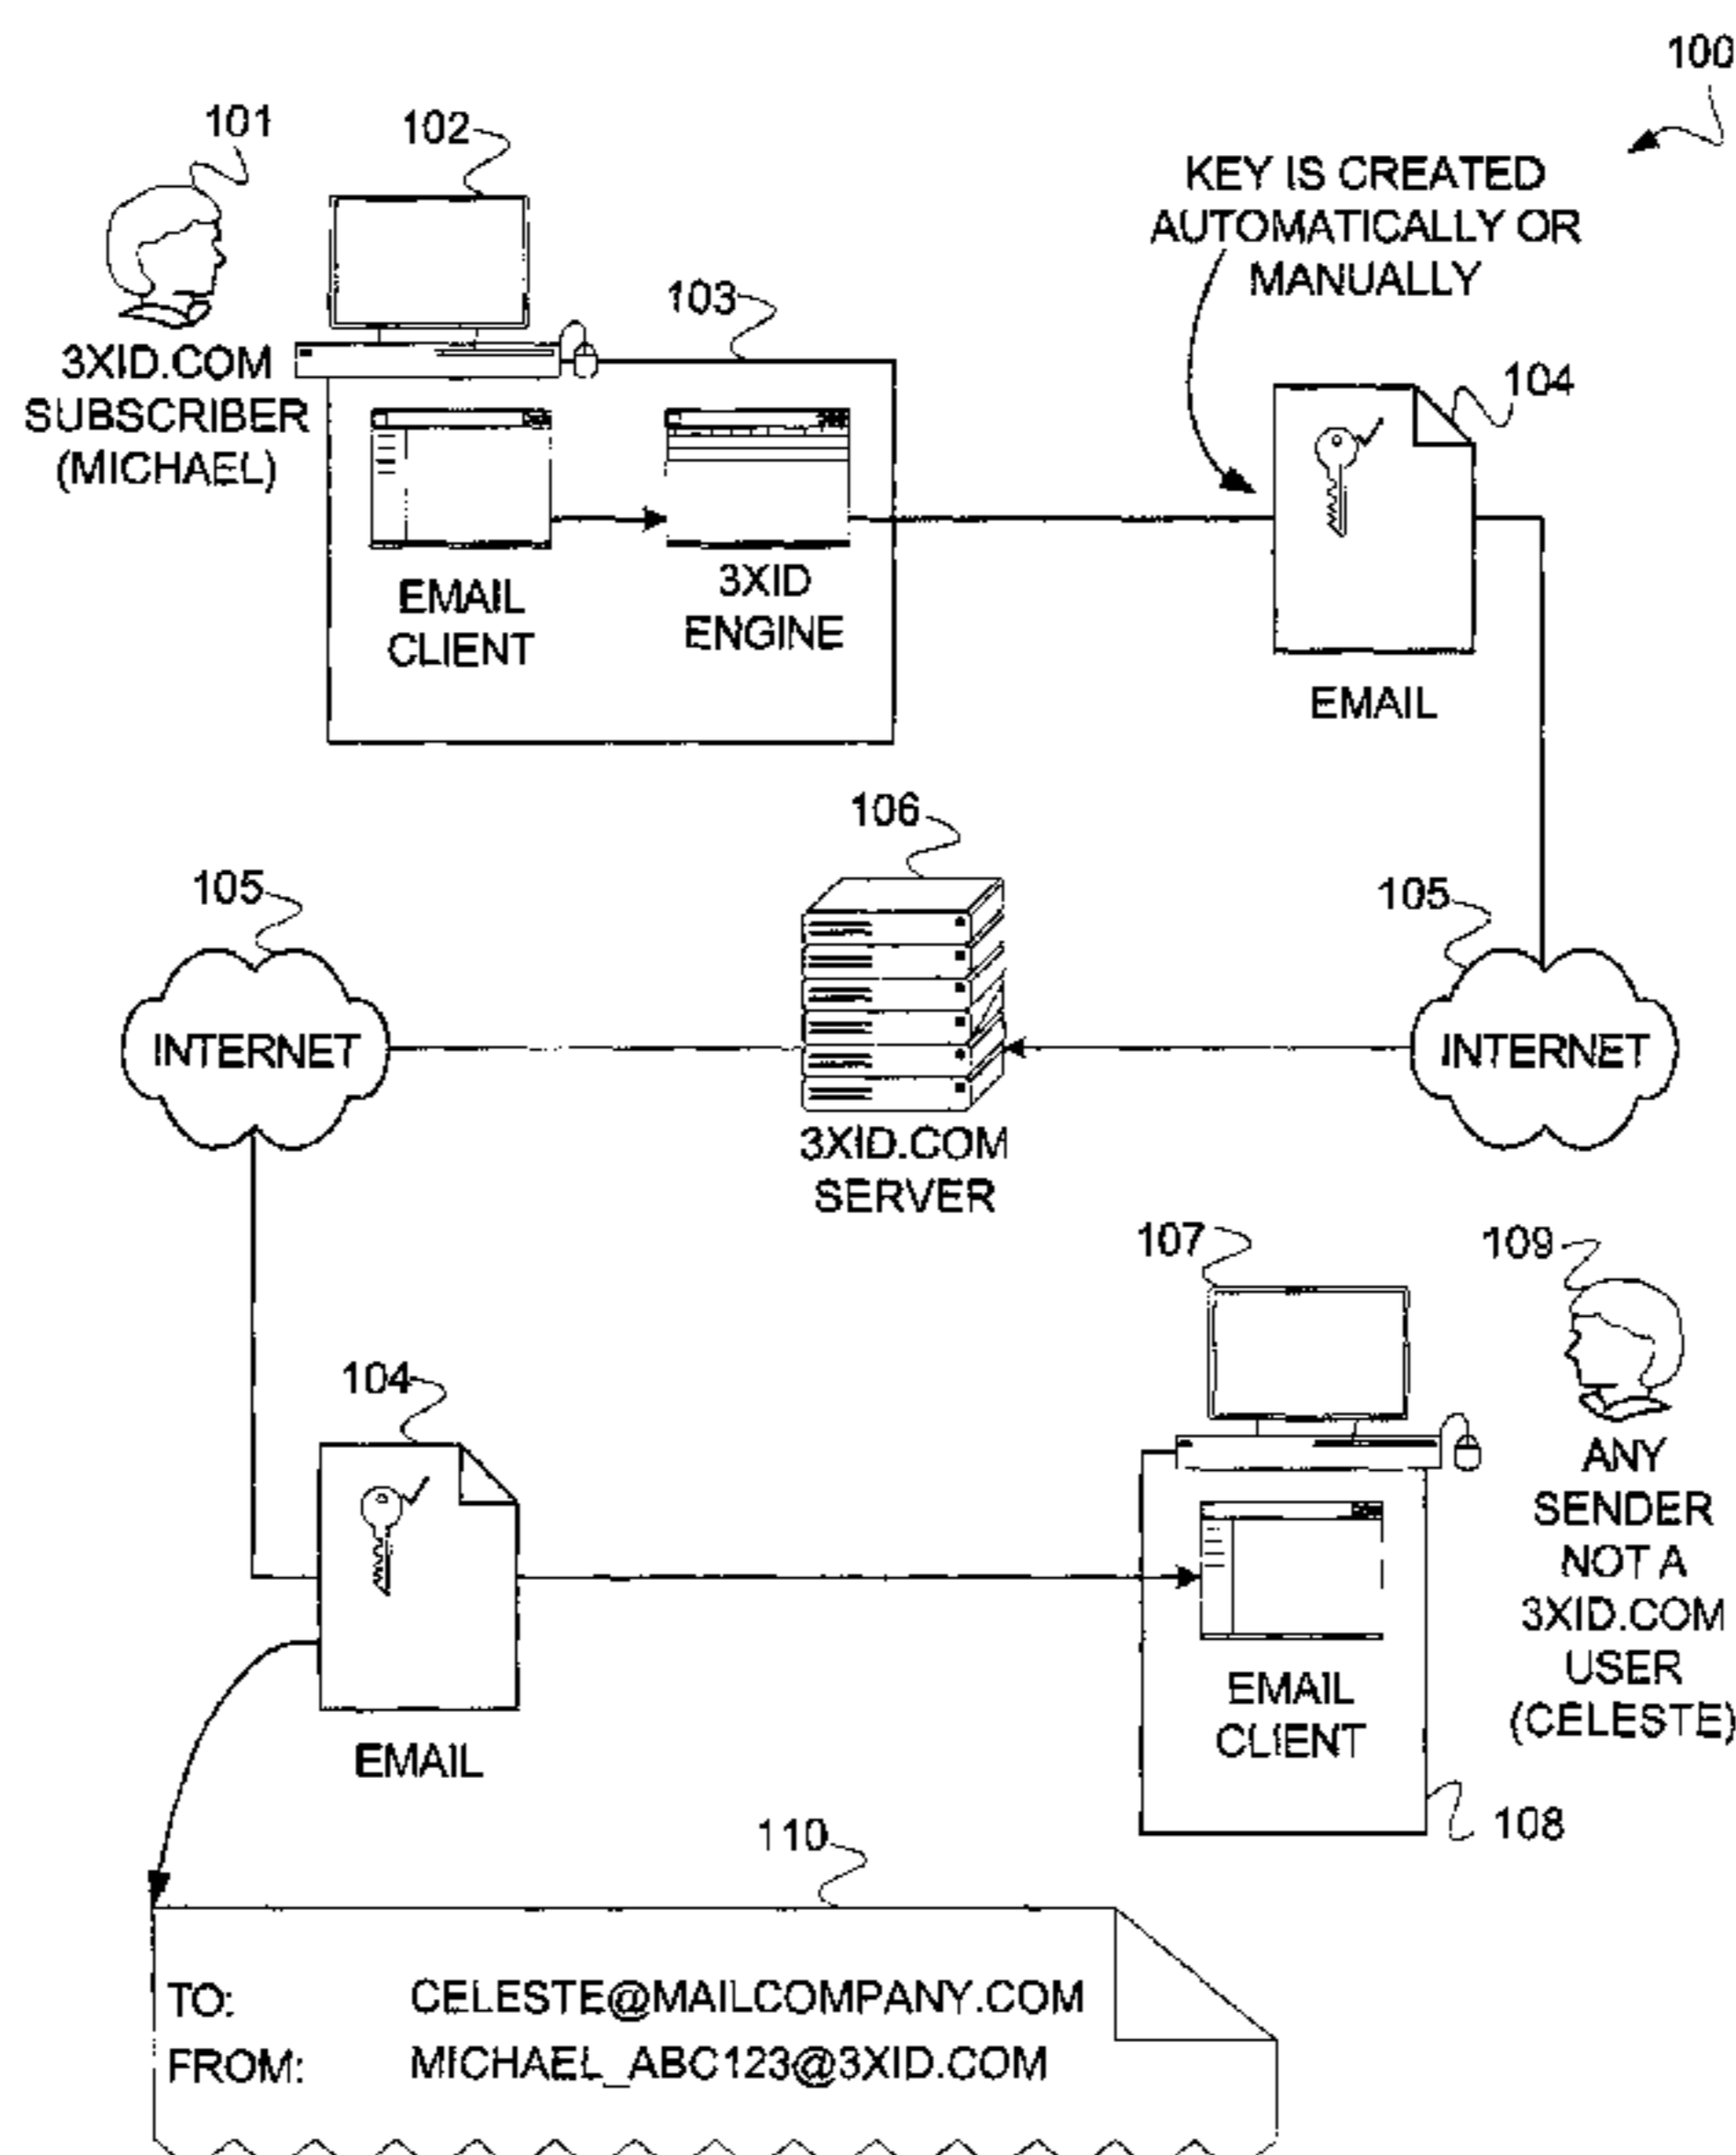 100
101
102
KEY IS CREATED
AUTOMATICALLY OR
MANUALLY
103
104
3XID.COM
SUBSCRIBER
(MICHAEL)
EMAIL
CLIENT
3XID
ENGINE
EMAIL
106
105
105
INTERNET
INTERNET
3XID.COM
SERVER
107
109
104
ANY
SENDER
NOT A
3XID.COM
USER
(CELESTE)
EMAIL
CLIENT
EMAIL
108
110
TO: CELESTE@MAILCOMPANY.COM
FROM: MICHAEL_ABC123@3XID.COM